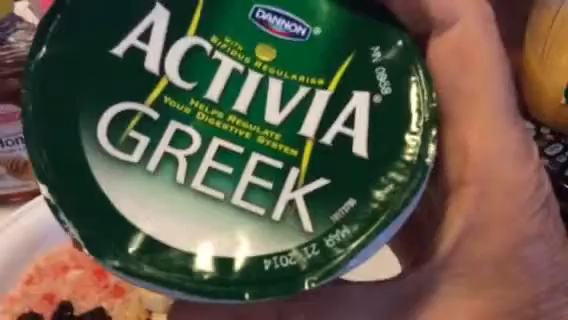 DANNON®
ACTIVIA®
WITH
BIFIDUS REGULARIS®
HELPS REGULATE
YOUR DIGESTIVE SYSTEM
GREEK
MAR 21 2014